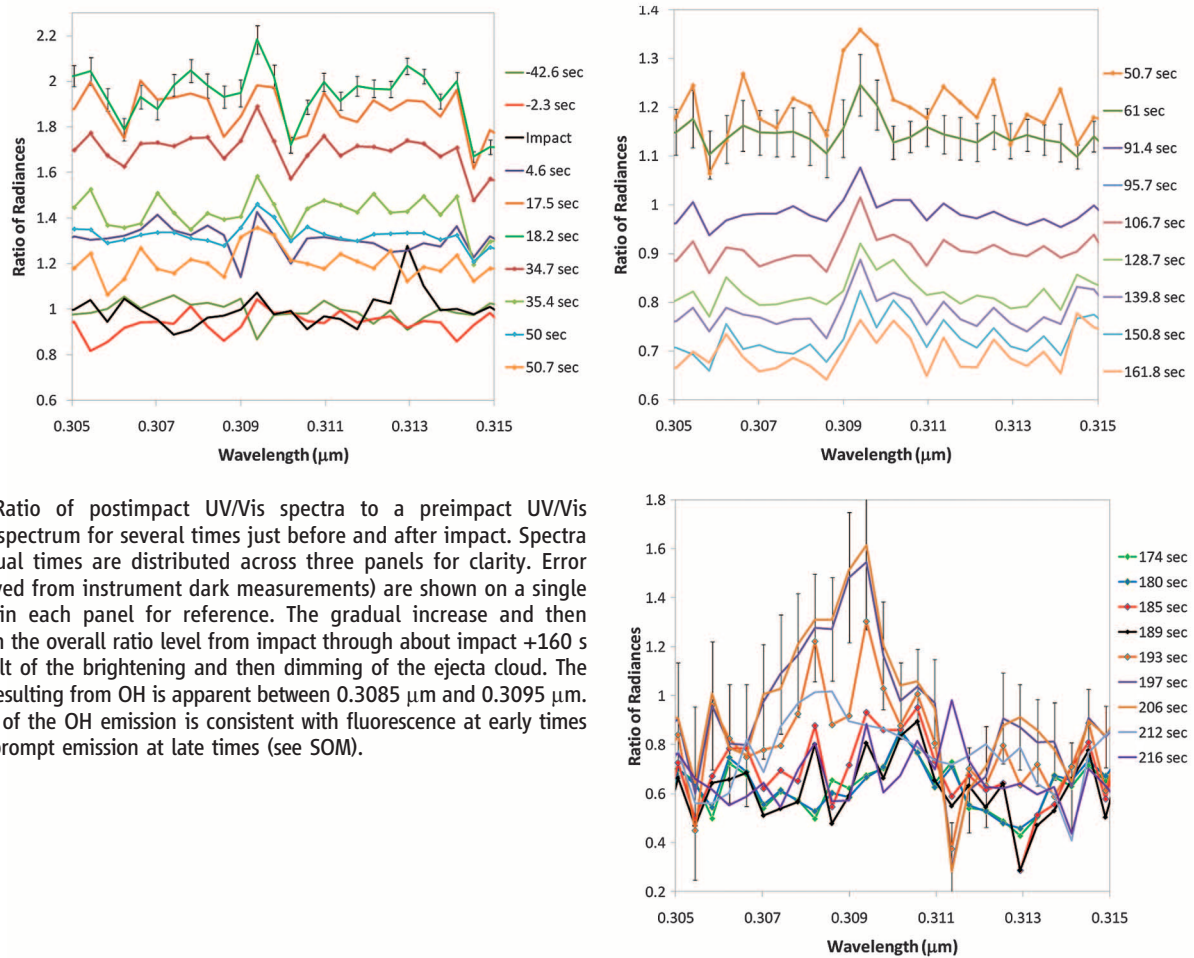 2.2
2
1.8
1.6
1.4
1.2
1
0.8
0.6
Ratio of Radiances
0.305
0.307
0.309
0.311
0.313
0.315
Wavelength (μm)
-42.6 sec
-2.3 sec
Impact
4.6 sec
17.5 sec
18.2 sec
34.7 sec
35.4 sec
50 sec
50.7 sec
1.4
1.3
1.2
1.1
1
0.9
0.8
0.7
0.6
Ratio of Radiances
0.305
0.307
0.309
0.311
0.313
0.315
Wavelength (μm)
50.7 sec
61 sec
91.4 sec
95.7 sec
106.7 sec
128.7 sec
139.8 sec
150.8 sec
161.8 sec
Ratio of postimpact UV/Vis spectra to a preimpact UV/Vis
spectrum for several times just before and after impact. Spectra
ual times are distributed across three panels for clarity. Error
ved from instrument dark measurements) are shown on a single
in each panel for reference. The gradual increase and then
n the overall ratio level from impact through about impact +160 s
lt of the brightening and then dimming of the ejecta cloud. The
resulting from OH is apparent between 0.3085 μm and 0.3095 μm.
of the OH emission is consistent with fluorescence at early times
prompt emission at late times (see SOM).
1.8
1.6
1.4
1.2
1
0.8
0.6
0.4
0.2
Ratio of Radiances
0.305
0.307
0.309
0.311
0.313
0.315
Wavelength (μm)
174 sec
180 sec
185 sec
189 sec
193 sec
197 sec
206 sec
212 sec
216 sec